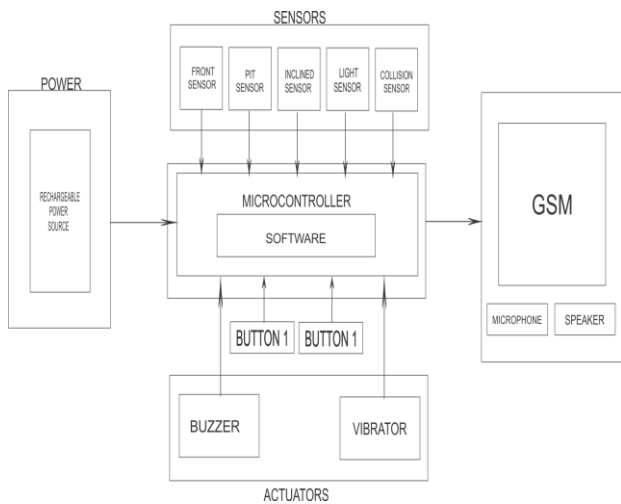 SENSORS
FRONT
SENSOR
PIT
SENSOR
INCLINED
SENSOR
LIGHT
SENSOR
COLLISION
SENSOR
POWER
RECHARGEABLE
POWER
SOURCE
MICROCONTROLLER
SOFTWARE
GSM
MICROPHONE
SPEAKER
BUTTON 1
BUTTON 1
BUZZER
VIBRATOR
ACTUATORS